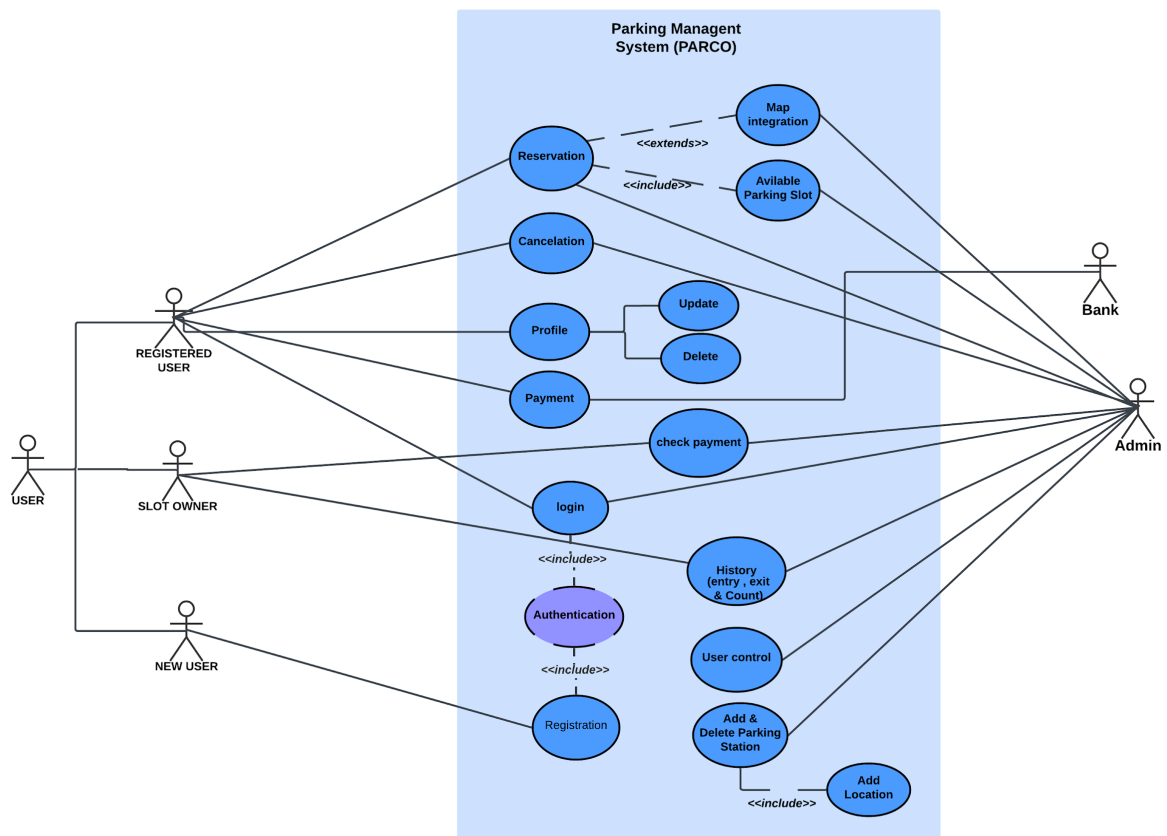 Parking Managent
System (PARCO)
Map
integration
<<extends>>
Reservation
<<include>>
Avilable
Parking Slot
Cancelation
Bank
Update
Profile
REGISTERED
USER
Delete
Payment
check payment
Admin
USER
SLOT OWNER
login
<<include>>
History
(entry , exit
& Count)
Authentication
User control
NEW USER
<<include>>
Registration
Add &
Delete Parking
Station
Add
Location
<<include>>